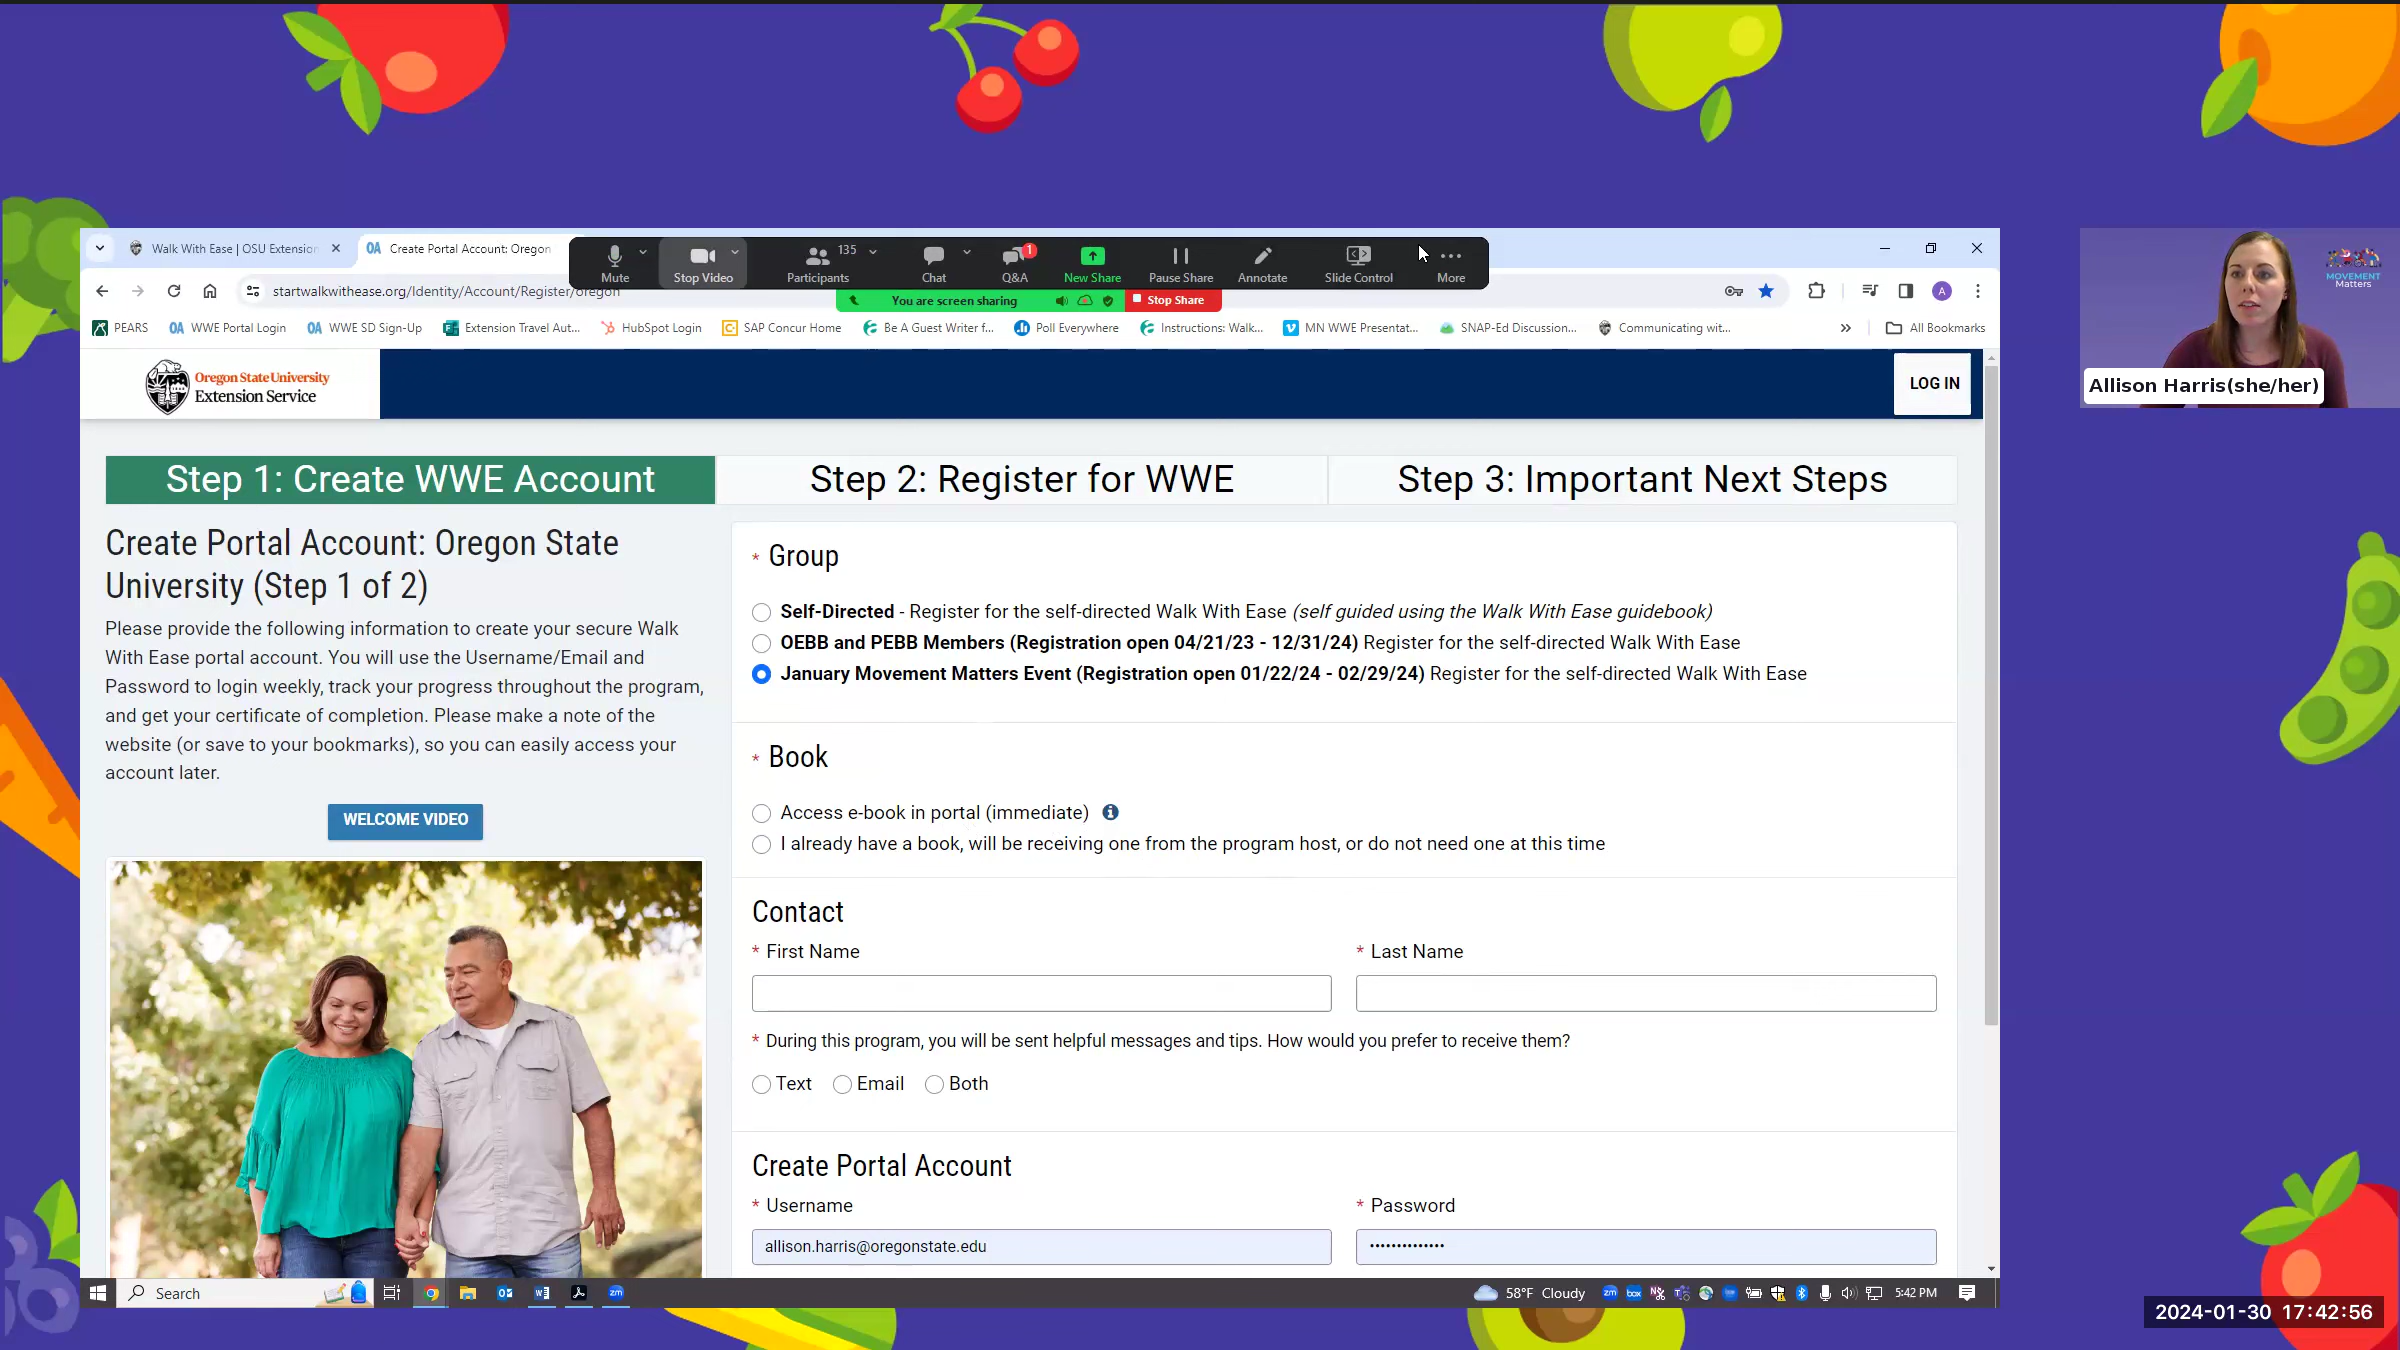 Walk With Ease | OSU Extension
Create Portal Account: Oregon
Mute
Stop Video
Participants
135
Chat
Q&A
1
New Share
Pause Share
Annotate
Slide Control
More
startwalkwithease.org/Identity/Account/Register/oregon
You are screen sharing
Stop Share
A
PEARS
WWE Portal Login
WWE SD Sign-Up
Extension Travel Aut...
HubSpot Login
SAP Concur Home
Be A Guest Writer f...
Poll Everywhere
Instructions: Walk...
MN WWE Presentat...
SNAP-Ed Discussion...
Communicating wit...
All Bookmarks
MOVEMENT
Matters
Allison Harris(she/her)
Oregon State University
Extension Service
LOG IN
Step 1: Create WWE Account
Step 2: Register for WWE
Step 3: Important Next Steps
Create Portal Account: Oregon State
University (Step 1 of 2)
Please provide the following information to create your secure Walk
With Ease portal account. You will use the Username/Email and
Password to login weekly, track your progress throughout the program,
and get your certificate of completion. Please make a note of the
website (or save to your bookmarks), so you can easily access your
account later.
WELCOME VIDEO
* Group
Self-Directed - Register for the self-directed Walk With Ease (self guided using the Walk With Ease guidebook)
OEBB and PEBB Members (Registration open 04/21/23 - 12/31/24) Register for the self-directed Walk With Ease
January Movement Matters Event (Registration open 01/22/24 - 02/29/24) Register for the self-directed Walk With Ease
* Book
Access e-book in portal (immediate)
I already have a book, will be receiving one from the program host, or do not need one at this time
Contact
* First Name
* Last Name
* During this program, you will be sent helpful messages and tips. How would you prefer to receive them?
Text
Email
Both
Create Portal Account
* Username
* Password
allison.harris@oregonstate.edu
••••••••••••••
Search
58°F Cloudy
5:42 PM
2024-01-30 17:42:56